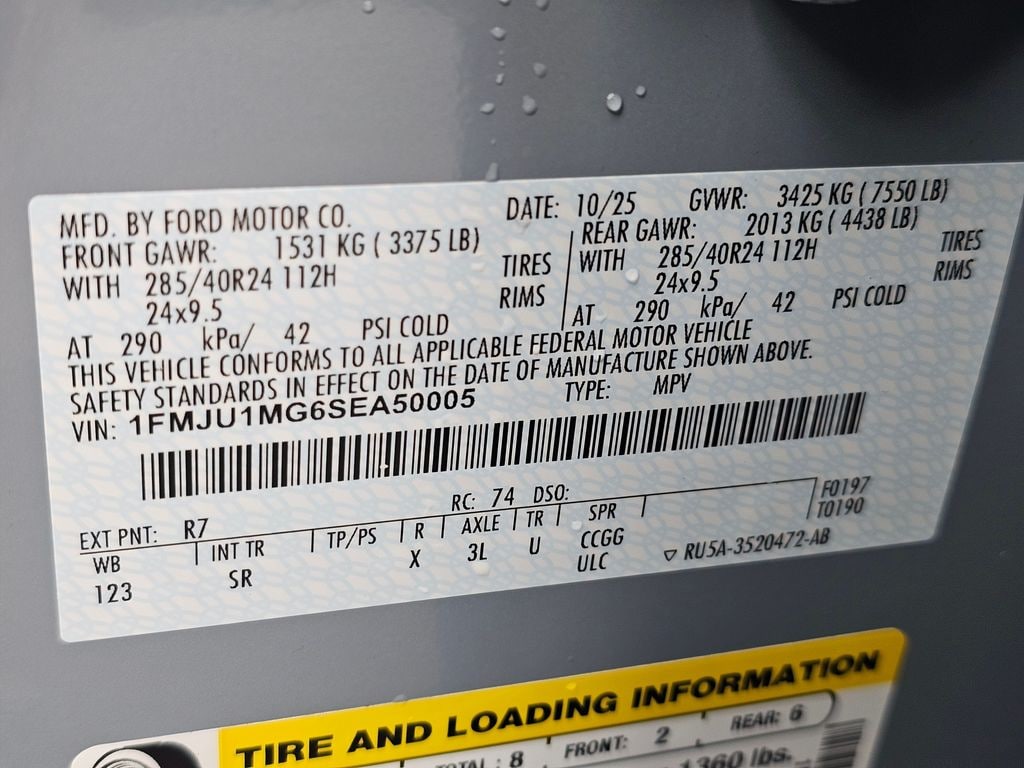 MFD. BY FORD MOTOR CO. DATE: 10/25 GVWR: 3425 KG ( 7550 LB)
FRONT GAWR: 1531 KG ( 3375 LB) REAR GAWR: 2013 KG ( 4438 LB)
WITH 285/40R24 112H TIRES WITH 285/40R24 112H TIRES
24x9.5 RIMS 24x9.5 RIMS
AT 290 kPa/ 42 PSI COLD AT 290 kPa/ 42 PSI COLD
THIS VEHICLE CONFORMS TO ALL APPLICABLE FEDERAL MOTOR VEHICLE
SAFETY STANDARDS IN EFFECT ON THE DATE OF MANUFACTURE SHOWN ABOVE.
VIN: 1FMJU1MG6SEA50005 TYPE: MPV
EXT PNT: R7 RC: 74 DSO: F0197
WB INT TR TP/PS R AXLE TR SPR T0190
123 SR X 3L U CCGG
ULC RU5A-3520472-AB
TIRE AND LOADING INFORMATION
TOTAL : 8 FRONT: 2 REAR: 6
1360 lbs.